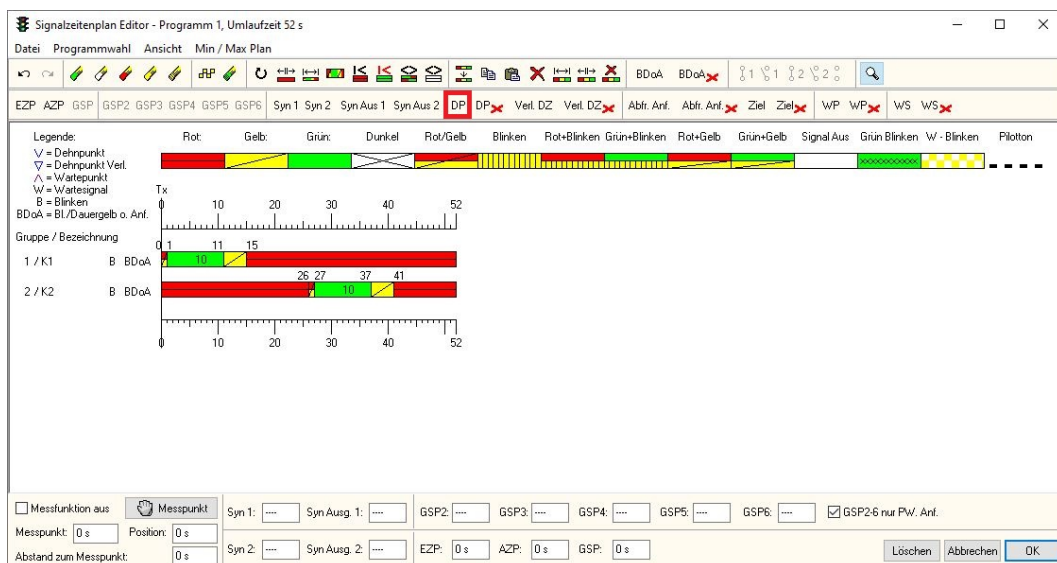 Signalzeitenplan Editor - Programm 1, Umlaufzeit 52 s
Datei Programmwahl Ansicht Min / Max Plan
BDoA BDoA 1 1 2 2
EZP AZP GSP GSP2 GSP3 GSP4 GSP5 GSP6 Syn 1 Syn 2 Syn Aus 1 Syn Aus 2 DP DP Verl. DZ Verl. DZ Abfr. Anf. Abfr. Anf. Ziel Ziel WP WP WS WS
Legende: Rot: Gelb: Grün: Dunkel Rot/Gelb Blinken Rot+Blinken Grün+Blinken Rot+Gelb Grün+Gelb Signal Aus Grün Blinken W - Blinken Pilotton
V = Dehnpunkt
∇ = Dehnpunkt Verl.
Λ = Wartepunkt
W = Wartesignal
B = Blinken
BDoA = Bl./Dauergelb o. Anf.
Tx
0 10 20 30 40 52
Gruppe / Bezeichnung
0 1 11 15
1 / K1 B BDoA 10
26 27 37 41
2 / K2 B BDoA 10
0 10 20 30 40 52
Messfunktion aus Messpunkt Syn 1: ---- Syn Ausg. 1: ---- GSP2: ---- GSP3: ---- GSP4: ---- GSP5: ---- GSP6: ---- GSP2-6 nur PW. Anf.
Messpunkt: 0 s Position: 0 s
Abstand zum Messpunkt: 0 s Syn 2: ---- Syn Ausg. 2: ---- EZP: 0 s AZP: 0 s GSP: 0 s Löschen Abbrechen OK